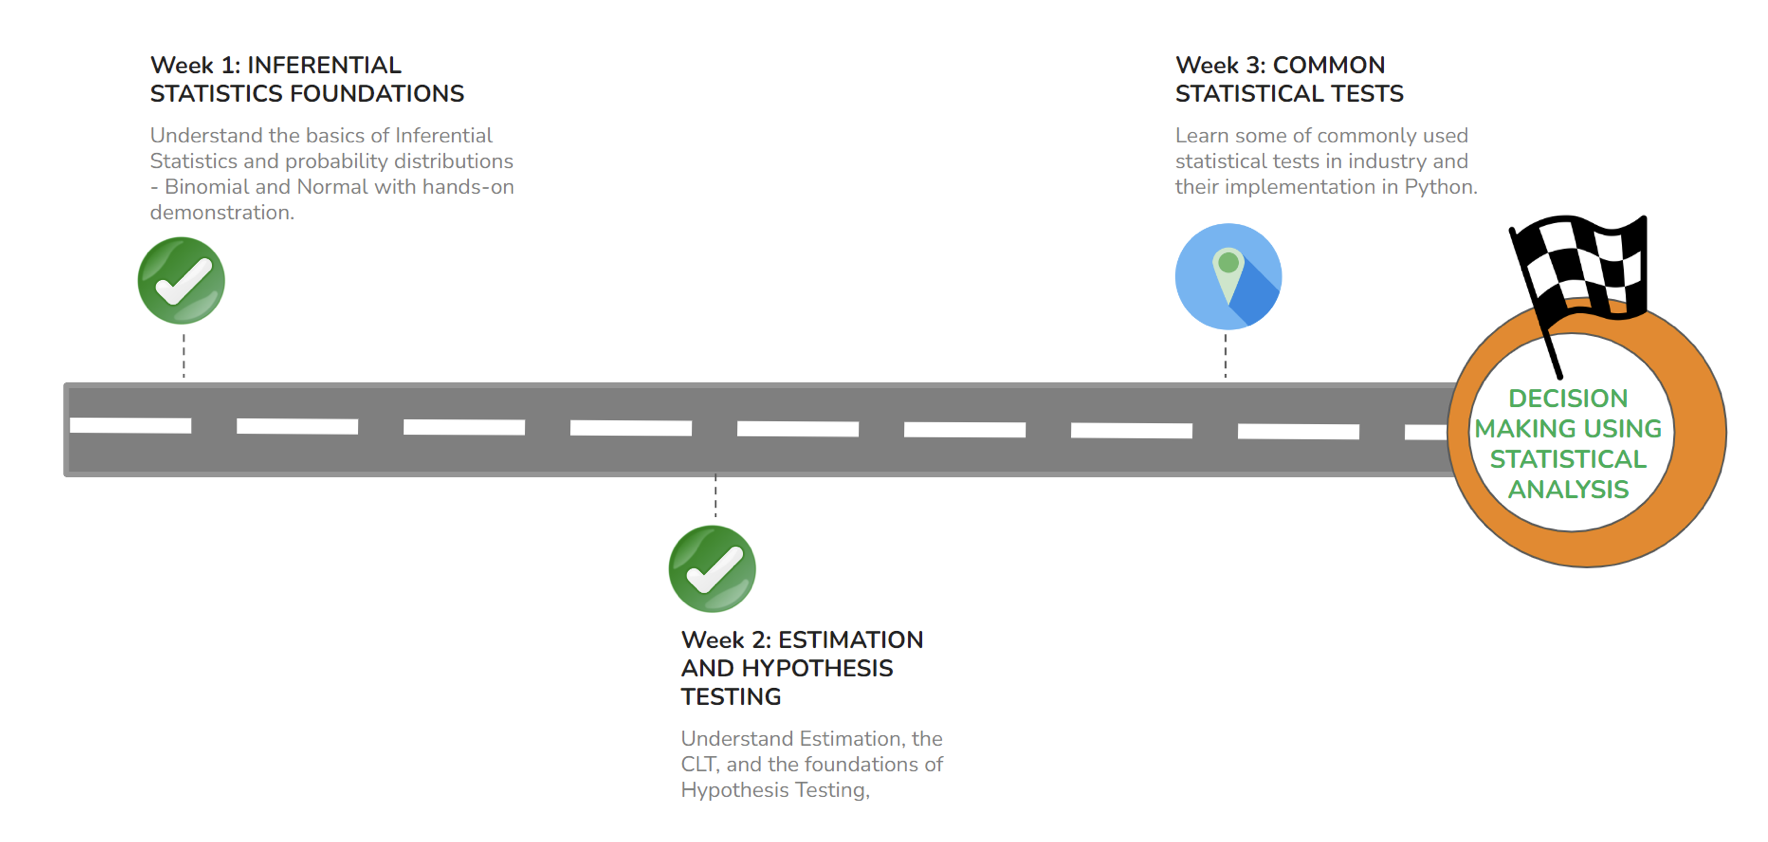 Week 1: INFERENTIAL
STATISTICS FOUNDATIONS
Understand the basics of Inferential
Statistics and probability distributions
- Binomial and Normal with hands-on
demonstration.
Week 3: COMMON
STATISTICAL TESTS
Learn some of commonly used
statistical tests in industry and
their implementation in Python.
DECISION
MAKING USING
STATISTICAL
ANALYSIS
Week 2: ESTIMATION
AND HYPOTHESIS
TESTING
Understand Estimation, the
CLT, and the foundations of
Hypothesis Testing,